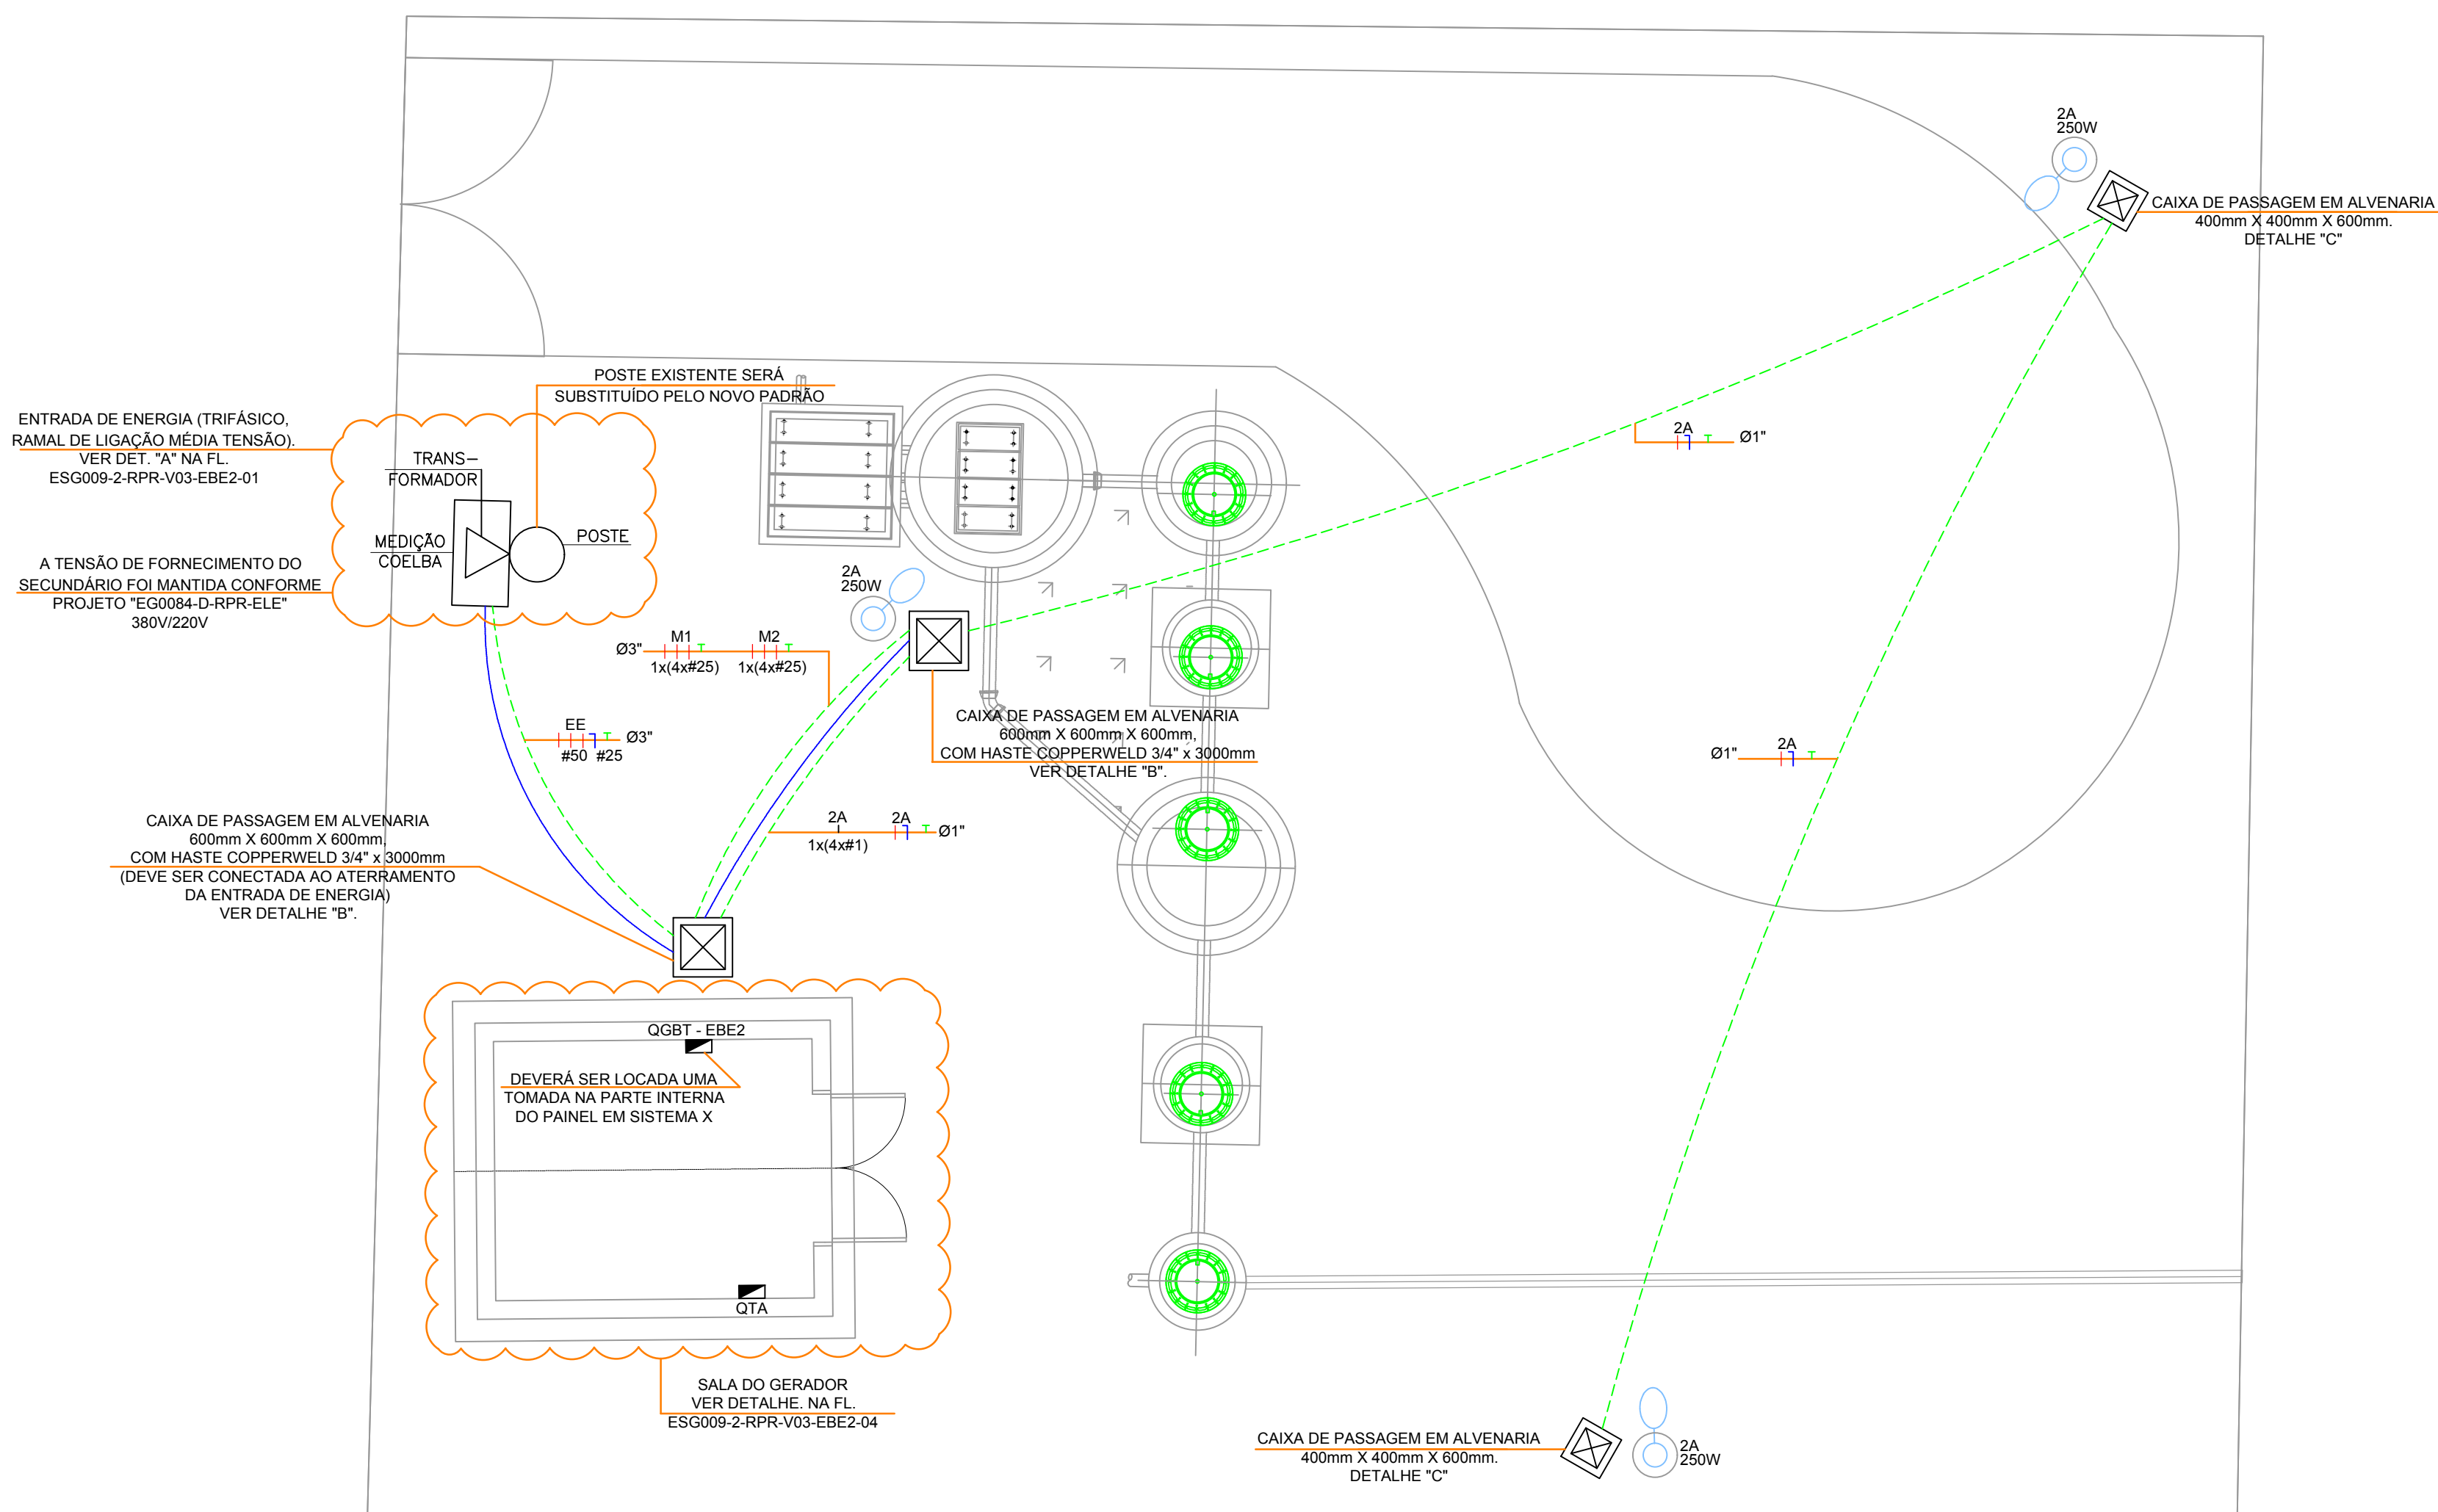 2A
250W
CAIXA DE PASSAGEM EM ALVENARIA
400mm X 400mm X 600mm.
DETALHE "C"
POSTE EXISTENTE SERÁ
SUBSTITUÍDO PELO NOVO PADRÃO
ENTRADA DE ENERGIA (TRIFÁSICO,
RAMAL DE LIGAÇÃO MÉDIA TENSÃO).
VER DET. "A" NA FL.
ESG009-2-RPR-V03-EBE2-01
TRANS-
FORMADOR
MEDIÇÃO
COELBA
POSTE
A TENSÃO DE FORNECIMENTO DO
SECUNDÁRIO FOI MANTIDA CONFORME
PROJETO "EG0084-D-RPR-ELE"
380V/220V
2A
Ø1"
2A
250W
Ø3"
M1
1x(4x#25)
M2
1x(4x#25)
EE
Ø3"
#50 #25
CAIXA DE PASSAGEM EM ALVENARIA
600mm X 600mm X 600mm,
COM HASTE COPPERWELD 3/4" x 3000mm
VER DETALHE "B".
Ø1"
2A
2A
1x(4x#1)
2A
Ø1"
CAIXA DE PASSAGEM EM ALVENARIA
600mm X 600mm X 600mm,
COM HASTE COPPERWELD 3/4" x 3000mm
(DEVE SER CONECTADA AO ATERRAMENTO
DA ENTRADA DE ENERGIA)
VER DETALHE "B".
QGBT - EBE2
DEVERÁ SER LOCADA UMA
TOMADA NA PARTE INTERNA
DO PAINEL EM SISTEMA X
QTA
SALA DO GERADOR
VER DETALHE. NA FL.
ESG009-2-RPR-V03-EBE2-04
CAIXA DE PASSAGEM EM ALVENARIA
400mm X 400mm X 600mm.
DETALHE "C"
2A
250W